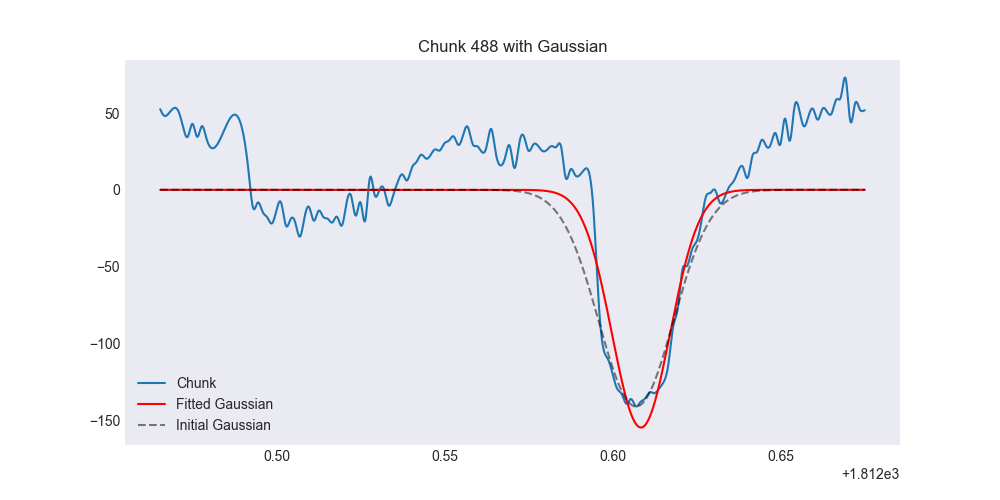 Chunk 488 with Gaussian
50
0
−50
−100
−150
Chunk
Fitted Gaussian
Initial Gaussian
0.50 0.55 0.60 0.65
+1.812e3